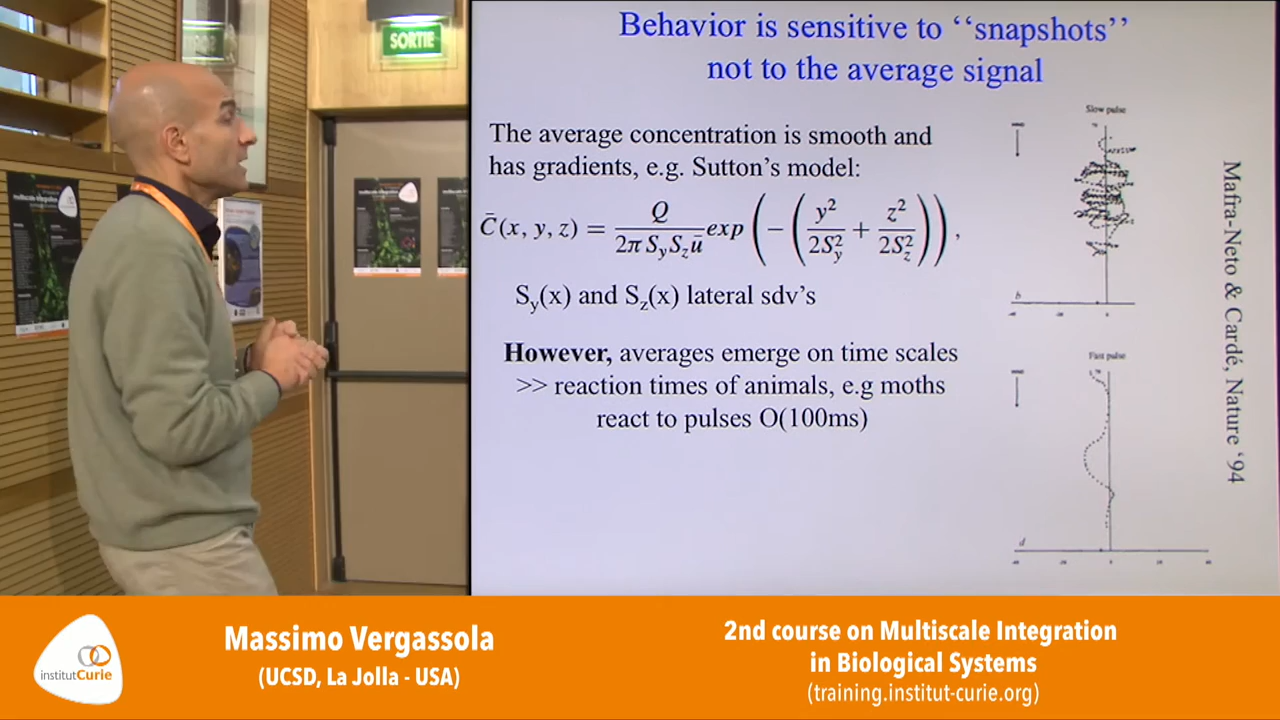 SORTIE
Behavior is sensitive to ‘‘snapshots’’
not to the average signal
The average concentration is smooth and
has gradients, e.g. Sutton’s model:
C̄(x, y, z) = Q / (2π S_y S_z ū) exp(−(y²/2S_y² + z²/2S_z²)),
S_y(x) and S_z(x) lateral sdv’s
However, averages emerge on time scales
>> reaction times of animals, e.g moths
react to pulses O(100ms)
Slow pulse
b
Fast pulse
d
Mafra-Neto & Cardé, Nature ‘94
institutCurie
Massimo Vergassola
(UCSD, La Jolla - USA)
2nd course on Multiscale Integration
in Biological Systems
(training.institut-curie.org)